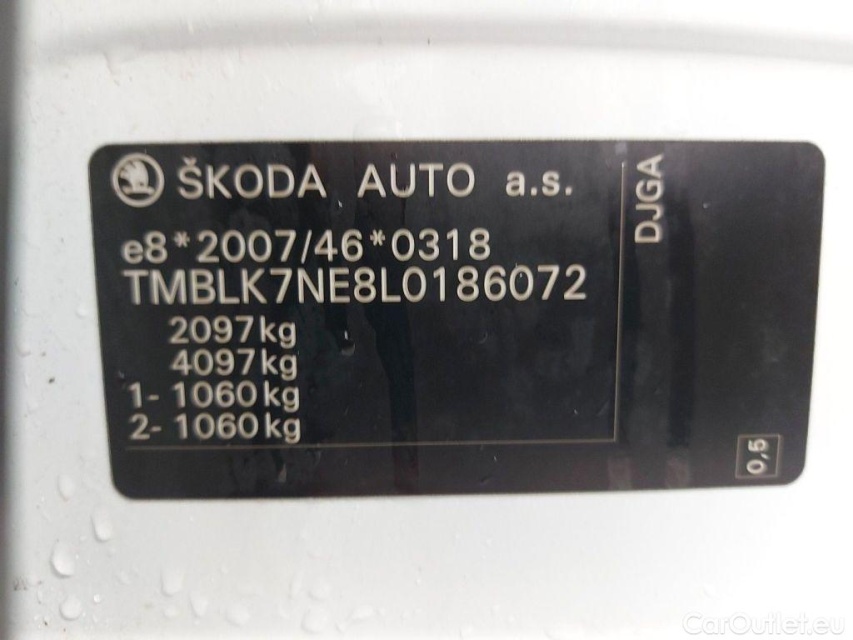 ŠKODA AUTO a.s.
e8*2007/46*0318
TMBLK7NE8L0186072
2097kg
4097kg
1- 1060kg
2- 1060kg
DJGA
0,5
CarOutlet.eu